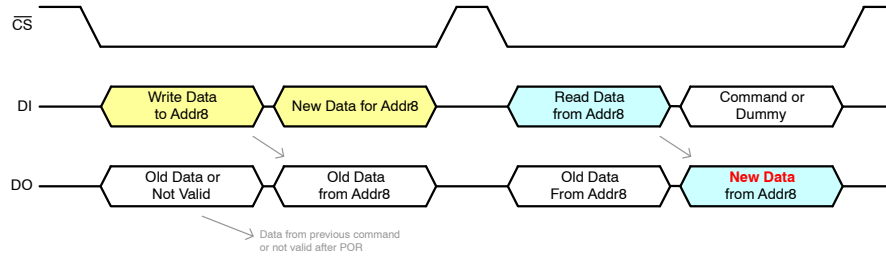 CS
DI
Write Data
to Addr8
New Data for Addr8
Read Data
from Addr8
Command or
Dummy
DO
Old Data or
Not Valid
Old Data
from Addr8
Old Data
From Addr8
New Data
from Addr8
Data from previous command
or not valid after POR